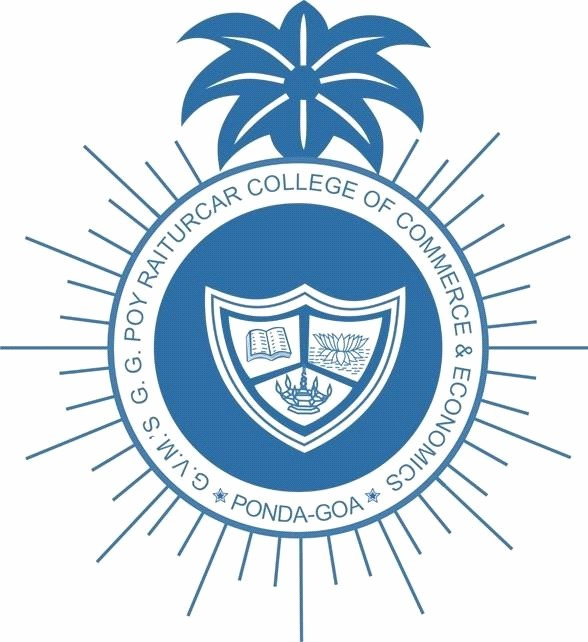 G.V.M.'S G. G. POY RAITURCAR COLLEGE OF COMMERCE & ECONOMICS
PONDA-GOA